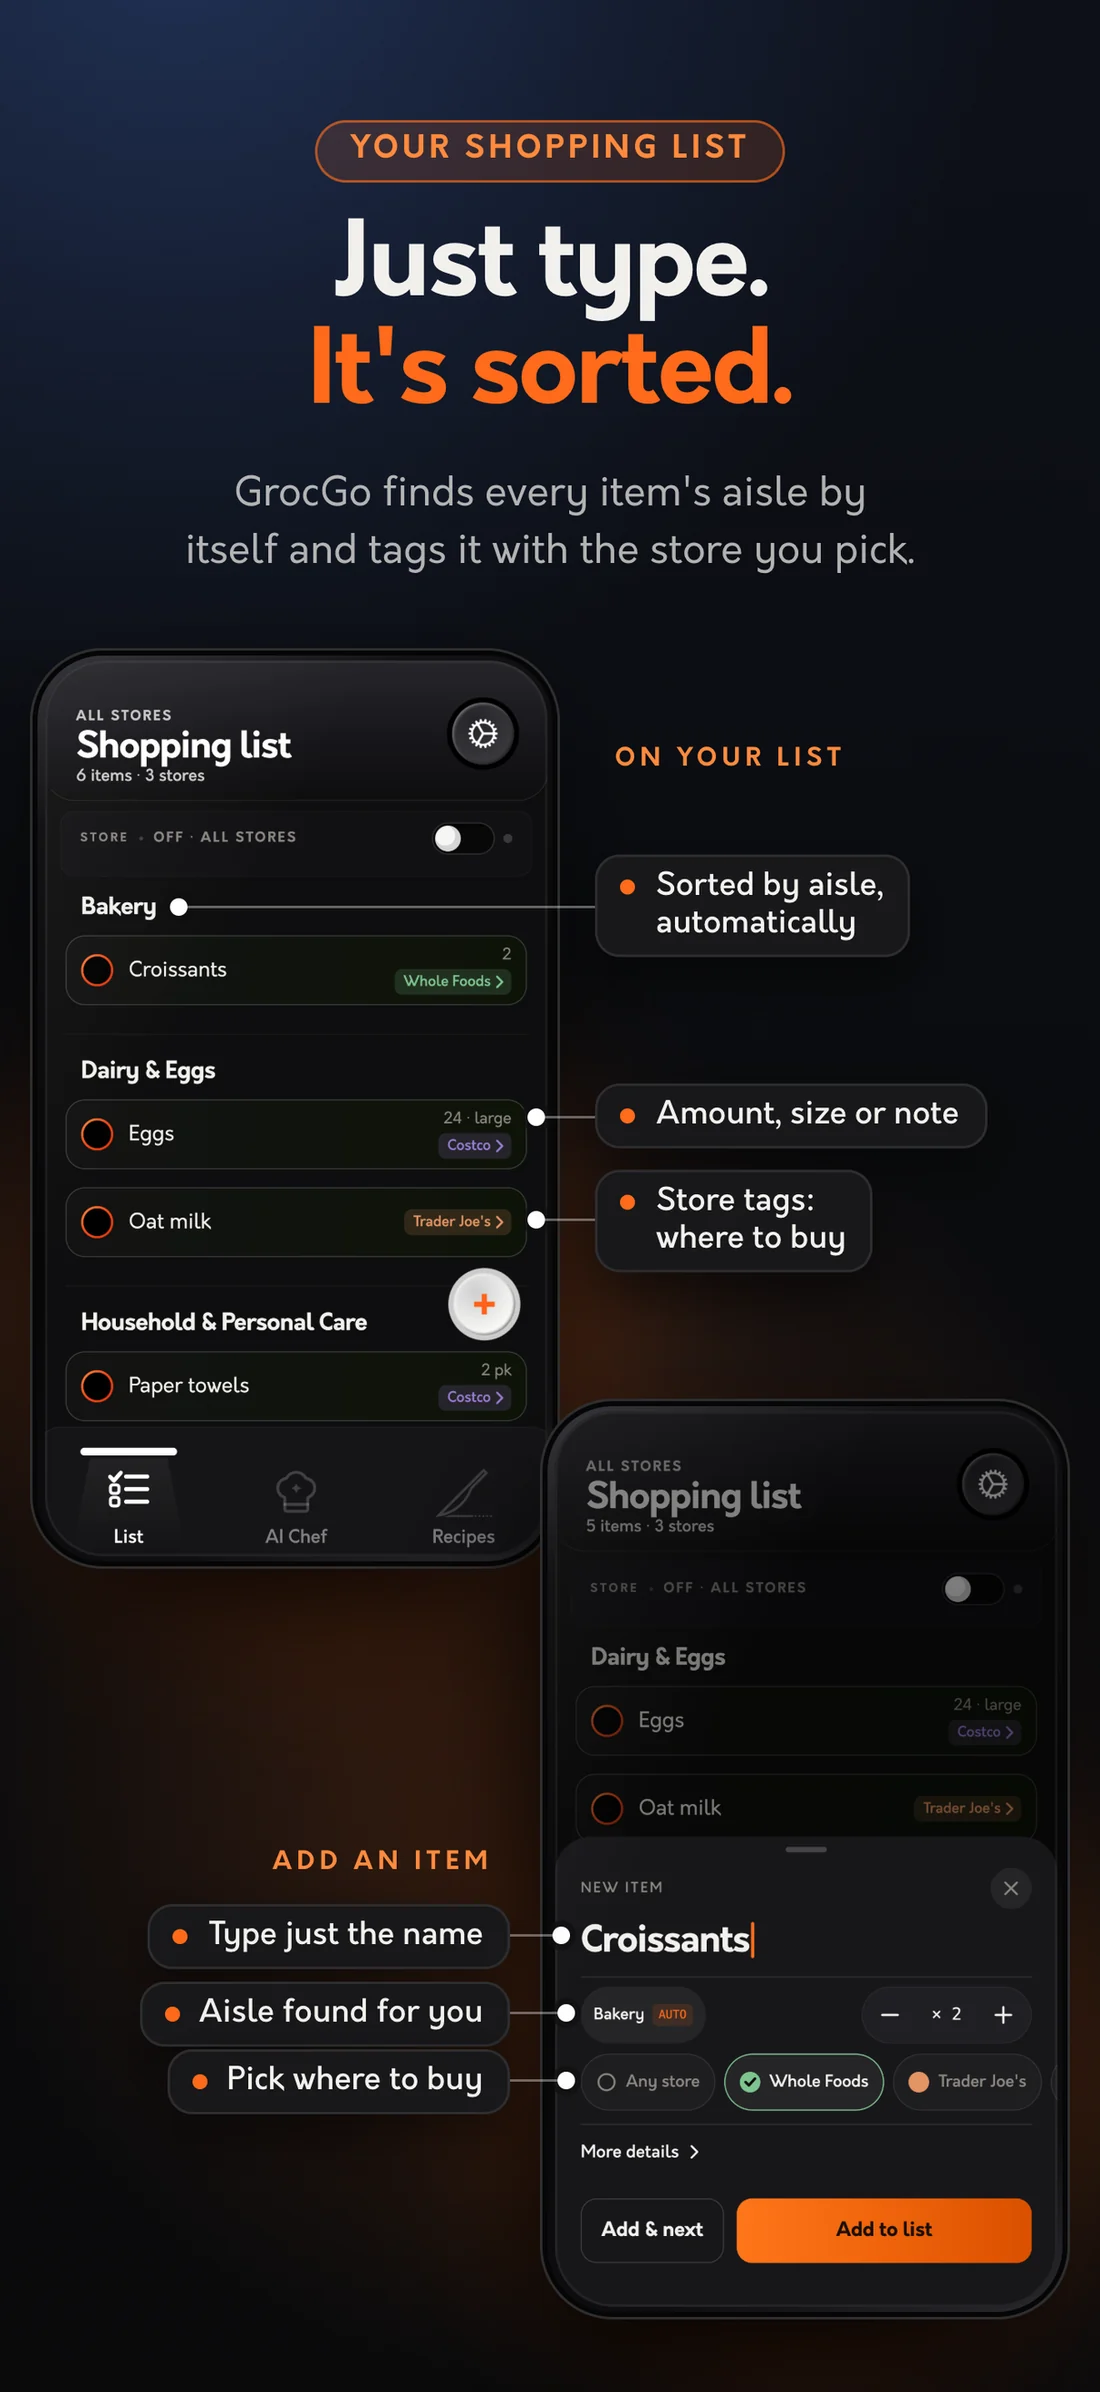 YOUR SHOPPING LIST
Just type.
It's sorted.
GrocGo finds every item's aisle by
itself and tags it with the store you pick.
ALL STORES
Shopping list
6 items · 3 stores
STORE • OFF · ALL STORES
Bakery
Croissants
2
Whole Foods >
Dairy & Eggs
Eggs
24 · large
Costco >
Oat milk
Trader Joe's >
Household & Personal Care
Paper towels
2 pk
Costco >
List
AI Chef
Recipes
ON YOUR LIST
Sorted by aisle,
automatically
Amount, size or note
Store tags:
where to buy
ALL STORES
Shopping list
5 items · 3 stores
STORE • OFF · ALL STORES
Dairy & Eggs
Eggs
24 · large
Costco >
Oat milk
Trader Joe's >
ADD AN ITEM
Type just the name
Aisle found for you
Pick where to buy
NEW ITEM
Croissants
Bakery AUTO
− × 2 +
Any store
Whole Foods
Trader Joe's
More details >
Add & next
Add to list